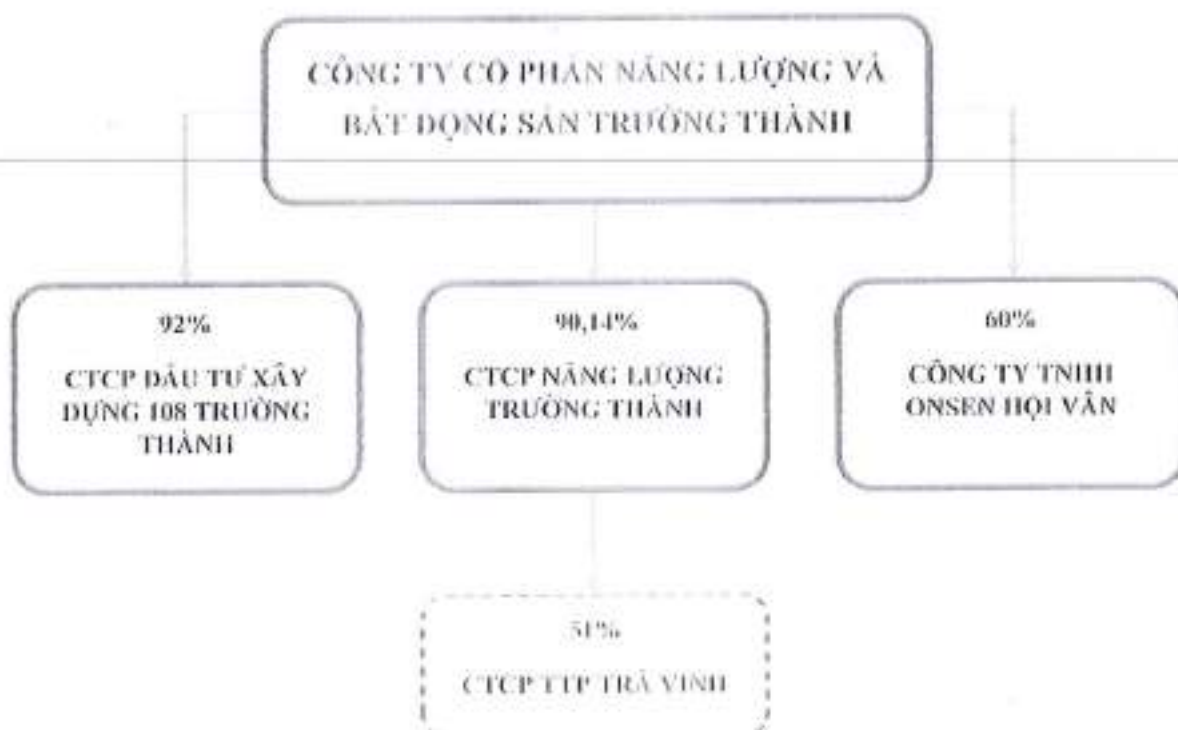 CÔNG TY CỔ PHẦN NĂNG LƯỢNG VÀ
BẤT ĐỘNG SẢN TRƯỜNG THÀNH
92%
CTCP ĐẦU TƯ XÂY
DỰNG 108 TRƯỜNG
THÀNH
90,14%
CTCP NĂNG LƯỢNG
TRƯỜNG THÀNH
60%
CÔNG TY TNHH
ONSEN HỘI VÂN
51%
CTCP TTP TRÀ VINH